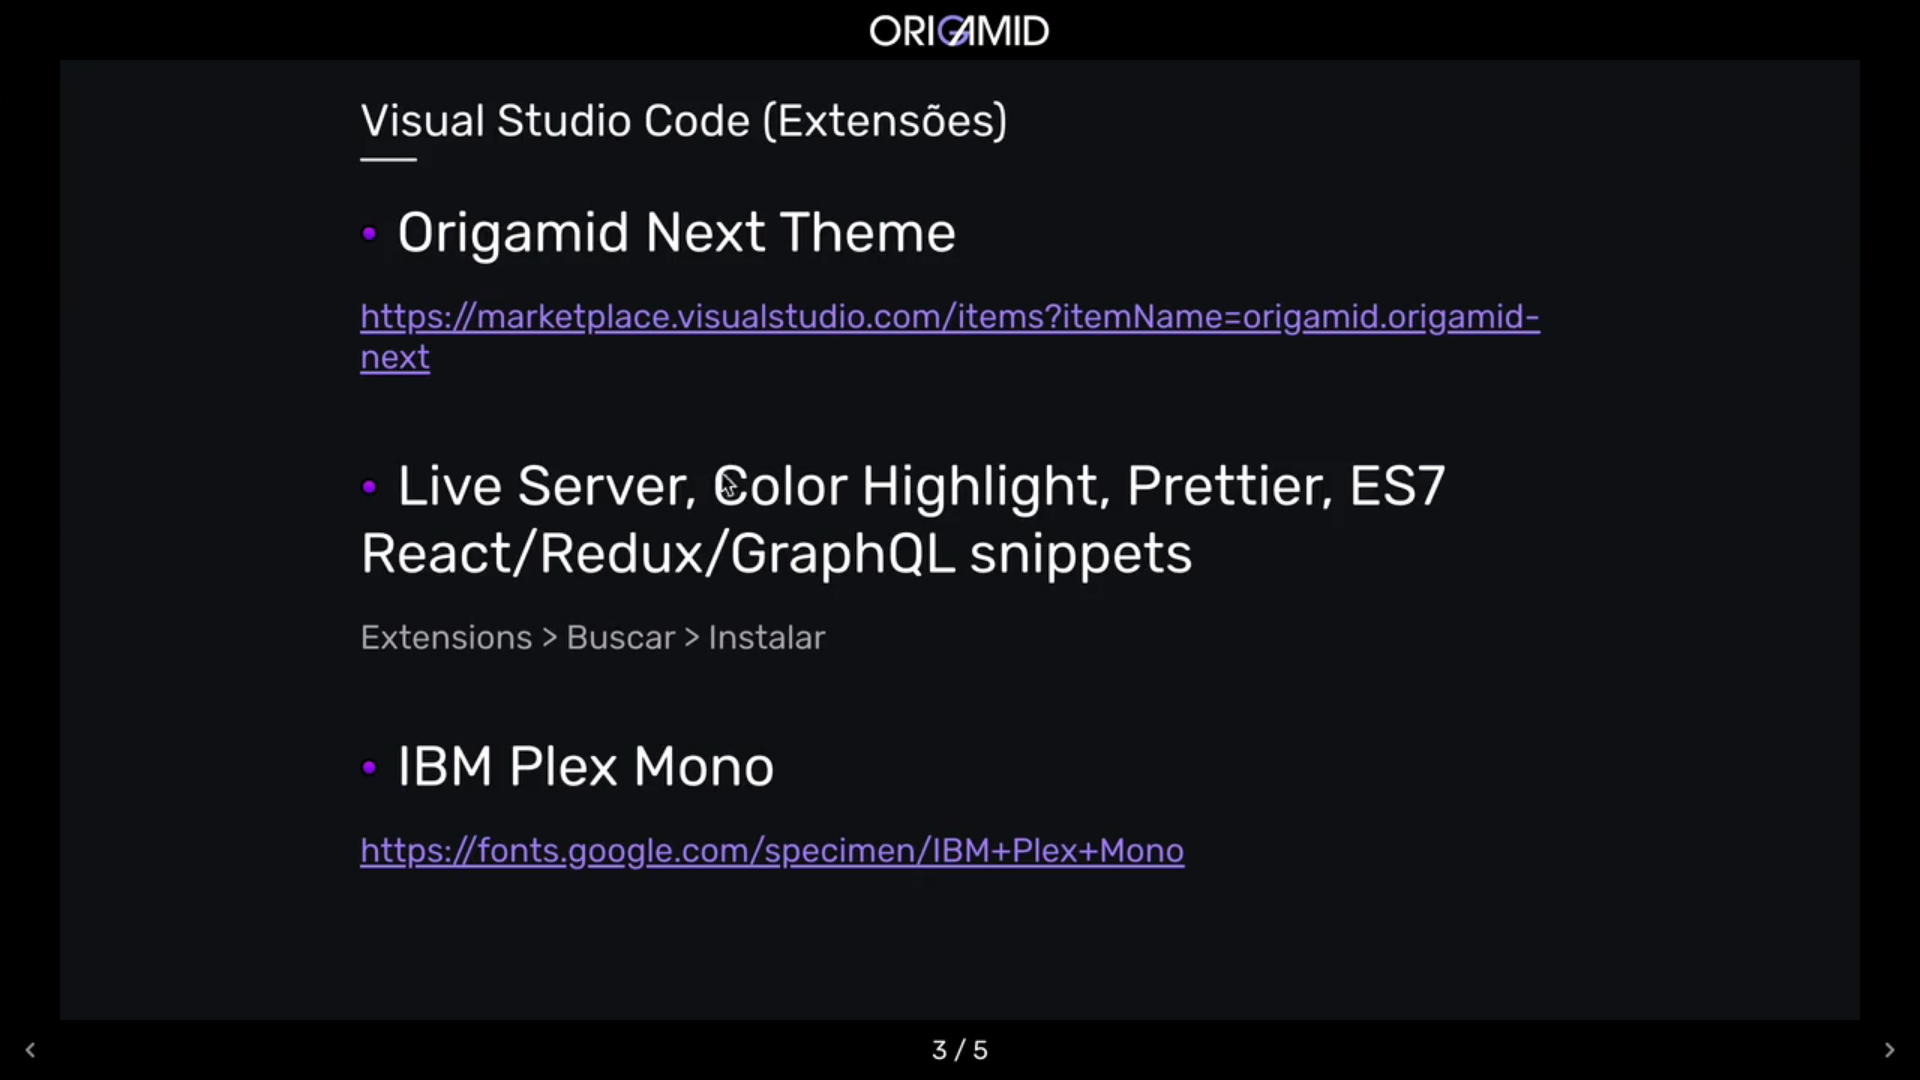 ORIGAMID
Visual Studio Code (Extensões)
• Origamid Next Theme
https://marketplace.visualstudio.com/items?itemName=origamid.origamid-
next
• Live Server, Color Highlight, Prettier, ES7
React/Redux/GraphQL snippets
Extensions > Buscar > Instalar
• IBM Plex Mono
https://fonts.google.com/specimen/IBM+Plex+Mono
3 / 5